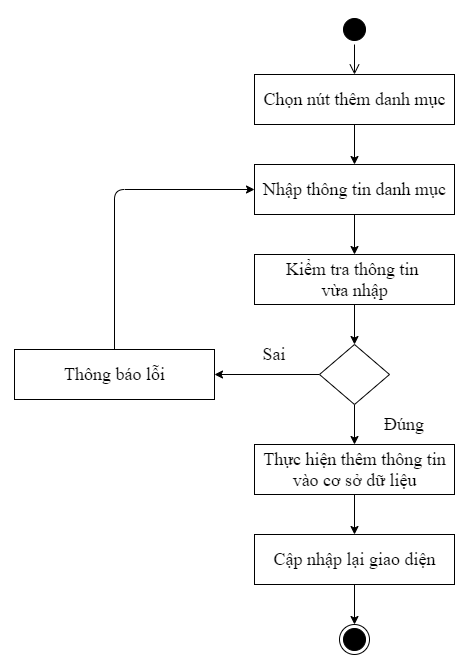 Chọn nút thêm danh mục
Nhập thông tin danh mục
Kiểm tra thông tin
vừa nhập
Sai
Thông báo lỗi
Đúng
Thực hiện thêm thông tin
vào cơ sở dữ liệu
Cập nhập lại giao diện